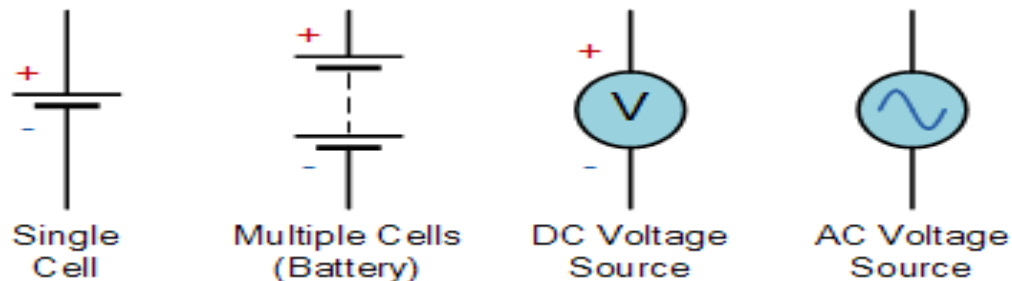 +
-
Single
Cell
+
-
Multiple Cells
(Battery)
+
V
-
DC Voltage
Source
AC Voltage
Source